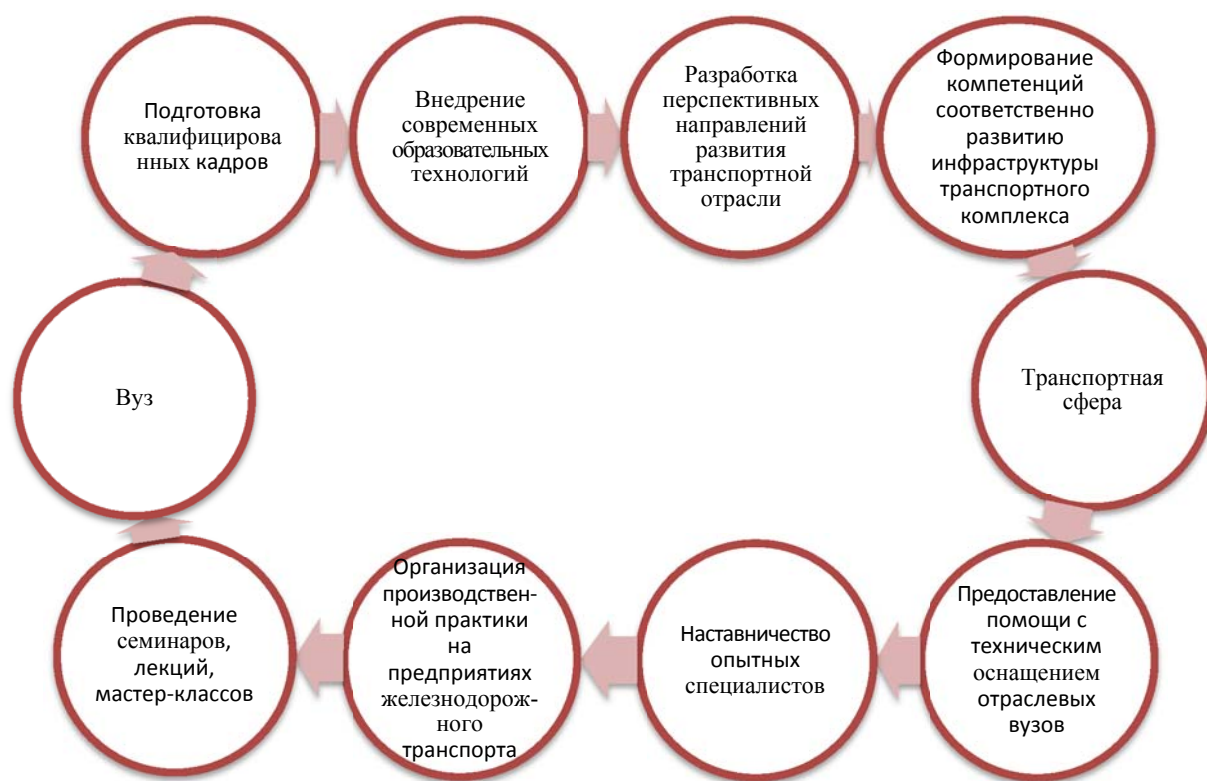 Подготовка
квалифицирова
нных кадров
Внедрение
современных
образовательных
технологий
Разработка
перспективных
направлений
развития
транспортной
отрасли
Формирование
компетенций
соответственно
развитию
инфраструктуры
транспортного
комплекса
Вуз
Транспортная
сфера
Проведение
семинаров,
лекций,
мастер-классов
Организация
производствен-
ной практики
на
предприятиях
железнодорож-
ного
транспорта
Наставничество
опытных
специалистов
Предоставление
помощи с
техническим
оснащением
отраслевых
вузов